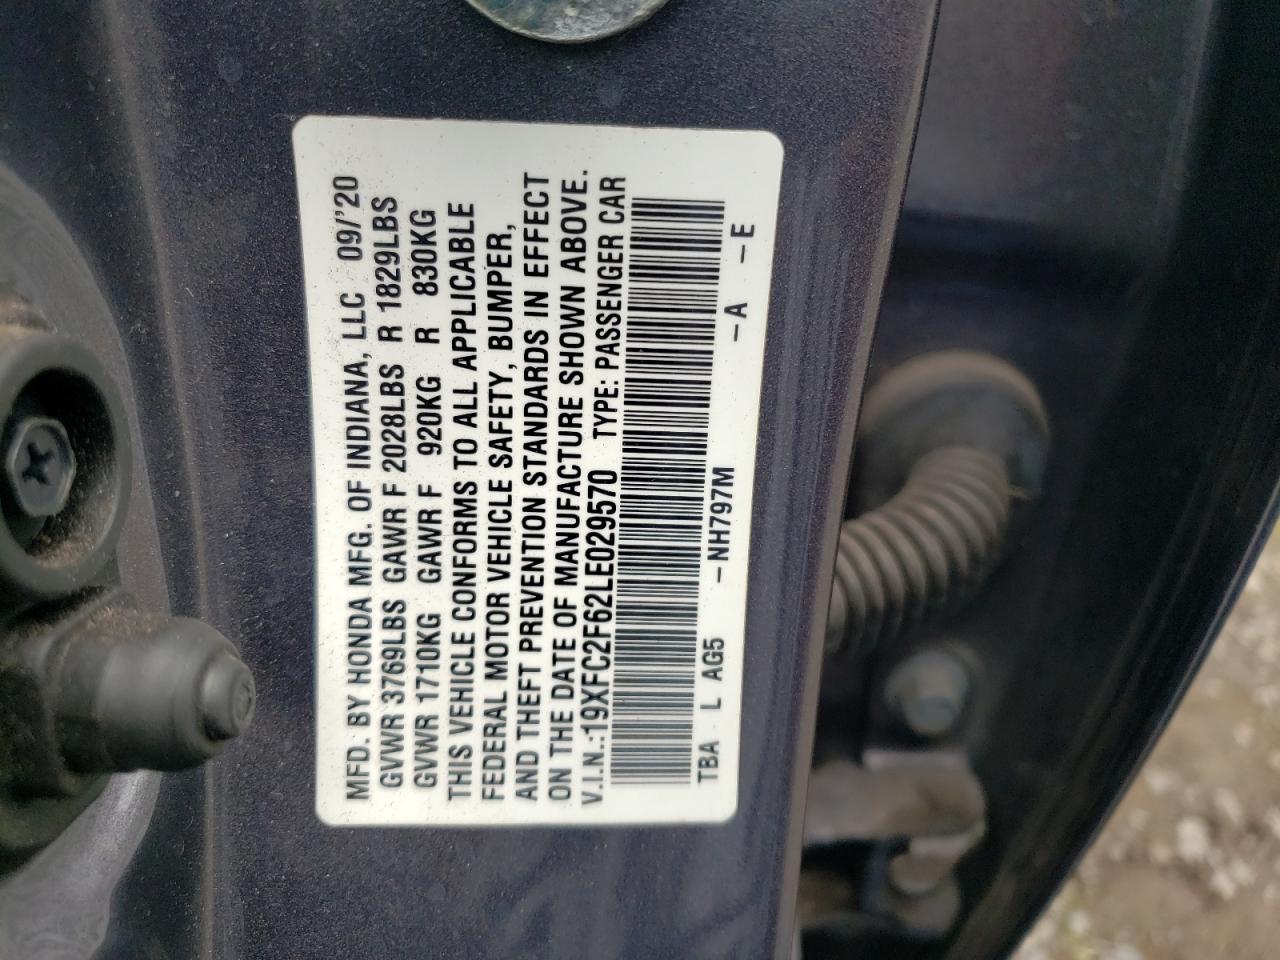 MFD. BY HONDA MFG. OF INDIANA, LLC 09/'20
GVWR 3769LBS GAWR F 2028LBS R 1829LBS
GVWR 1710KG GAWR F 920KG R 830KG
THIS VEHICLE CONFORMS TO ALL APPLICABLE
FEDERAL MOTOR VEHICLE SAFETY, BUMPER,
AND THEFT PREVENTION STANDARDS IN EFFECT
ON THE DATE OF MANUFACTURE SHOWN ABOVE.
V.I.N.:19XFC2F62LE029570 TYPE: PASSENGER CAR
TBA L AG5 -NH797M -A -E